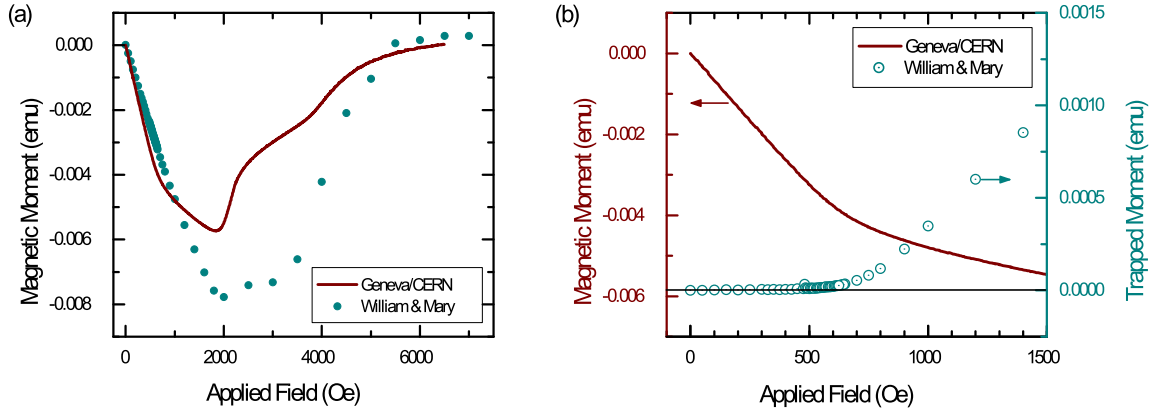 (a)
0.000
-0.002
-0.004
-0.006
-0.008
Magnetic Moment (emu)
Geneva/CERN
William & Mary
0
2000
4000
6000
Applied Field (Oe)
(b)
0.000
-0.002
-0.004
-0.006
Magnetic Moment (emu)
Geneva/CERN
William & Mary
0.0015
0.0010
0.0005
0.0000
Trapped Moment (emu)
0
500
1000
1500
Applied Field (Oe)